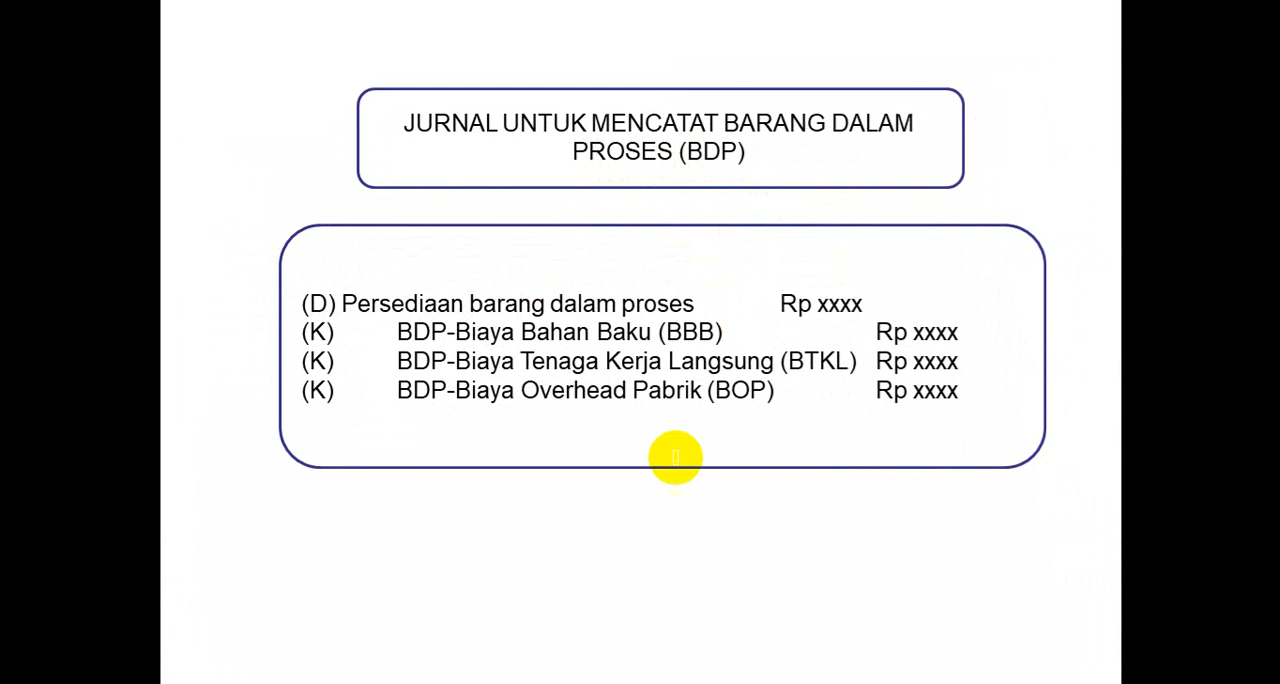 JURNAL UNTUK MENCATAT BARANG DALAM
PROSES (BDP)
(D) Persediaan barang dalam proses Rp xxxx
(K) BDP-Biaya Bahan Baku (BBB) Rp xxxx
(K) BDP-Biaya Tenaga Kerja Langsung (BTKL) Rp xxxx
(K) BDP-Biaya Overhead Pabrik (BOP) Rp xxxx